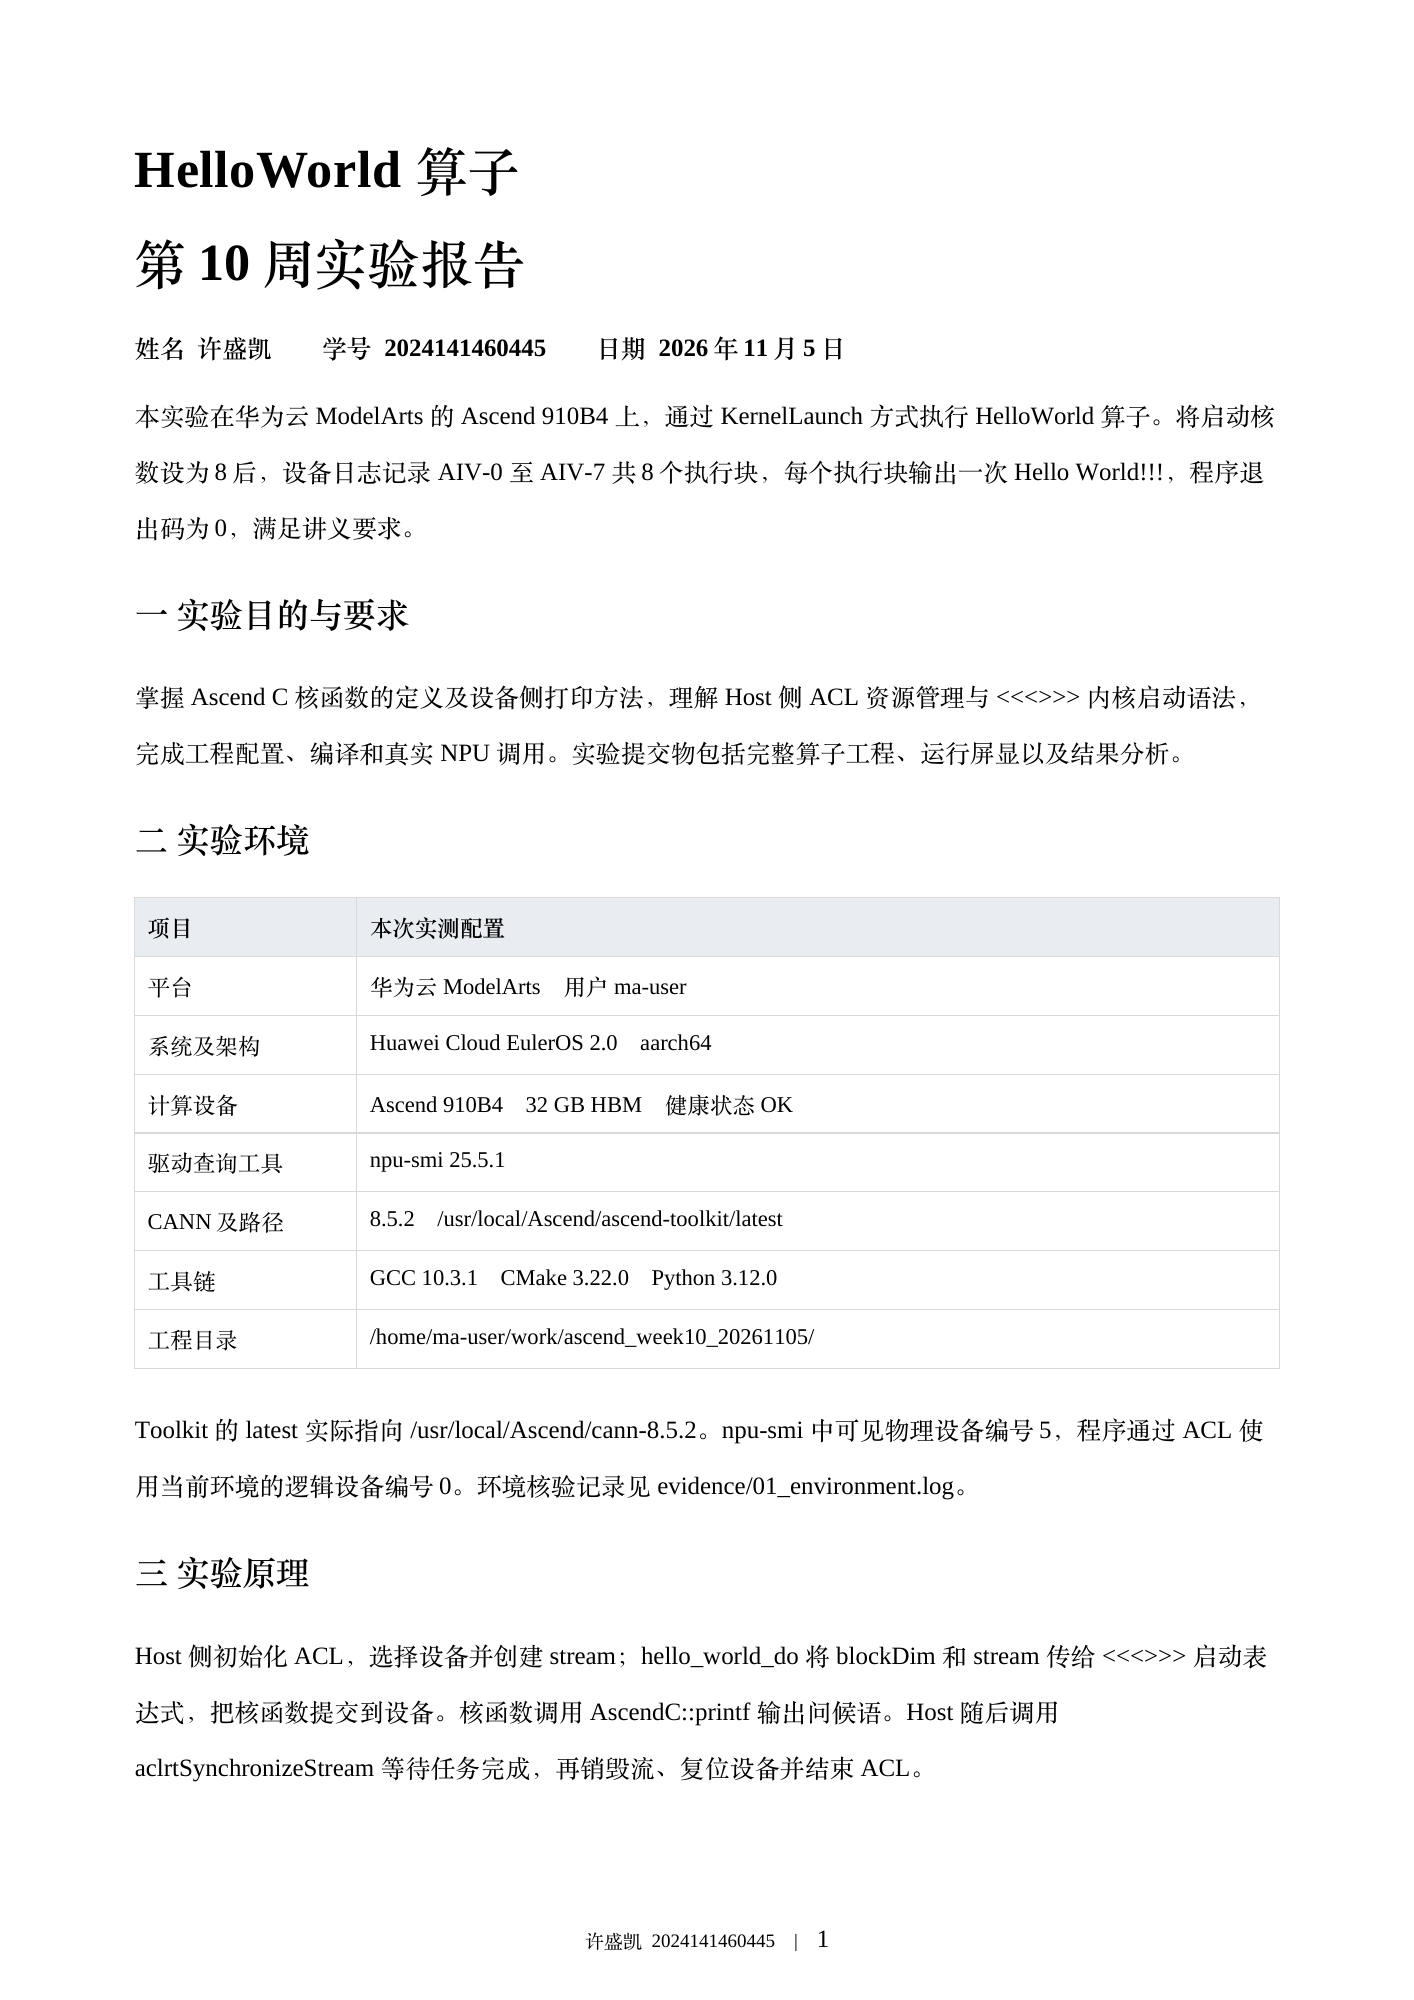 HelloWorld 算子
第 10 周实验报告
姓名 许盛凯 学号 2024141460445 日期 2026 年 11 月 5 日
本实验在华为云 ModelArts 的 Ascend 910B4 上，通过 KernelLaunch 方式执行 HelloWorld 算子。将启动核
数设为 8 后，设备日志记录 AIV-0 至 AIV-7 共 8 个执行块，每个执行块输出一次 Hello World!!!，程序退
出码为 0，满足讲义要求。
一 实验目的与要求
掌握 Ascend C 核函数的定义及设备侧打印方法，理解 Host 侧 ACL 资源管理与 <<<>>> 内核启动语法，
完成工程配置、编译和真实 NPU 调用。实验提交物包括完整算子工程、运行屏显以及结果分析。
二 实验环境
项目 本次实测配置
平台 华为云 ModelArts 用户 ma-user
系统及架构 Huawei Cloud EulerOS 2.0 aarch64
计算设备 Ascend 910B4 32 GB HBM 健康状态 OK
驱动查询工具 npu-smi 25.5.1
CANN 及路径 8.5.2 /usr/local/Ascend/ascend-toolkit/latest
工具链 GCC 10.3.1 CMake 3.22.0 Python 3.12.0
工程目录 /home/ma-user/work/ascend_week10_20261105/
Toolkit 的 latest 实际指向 /usr/local/Ascend/cann-8.5.2。npu-smi 中可见物理设备编号 5，程序通过 ACL 使
用当前环境的逻辑设备编号 0。环境核验记录见 evidence/01_environment.log。
三 实验原理
Host 侧初始化 ACL，选择设备并创建 stream；hello_world_do 将 blockDim 和 stream 传给 <<<>>> 启动表
达式，把核函数提交到设备。核函数调用 AscendC::printf 输出问候语。Host 随后调用
aclrtSynchronizeStream 等待任务完成，再销毁流、复位设备并结束 ACL。
许盛凯 2024141460445 | 1